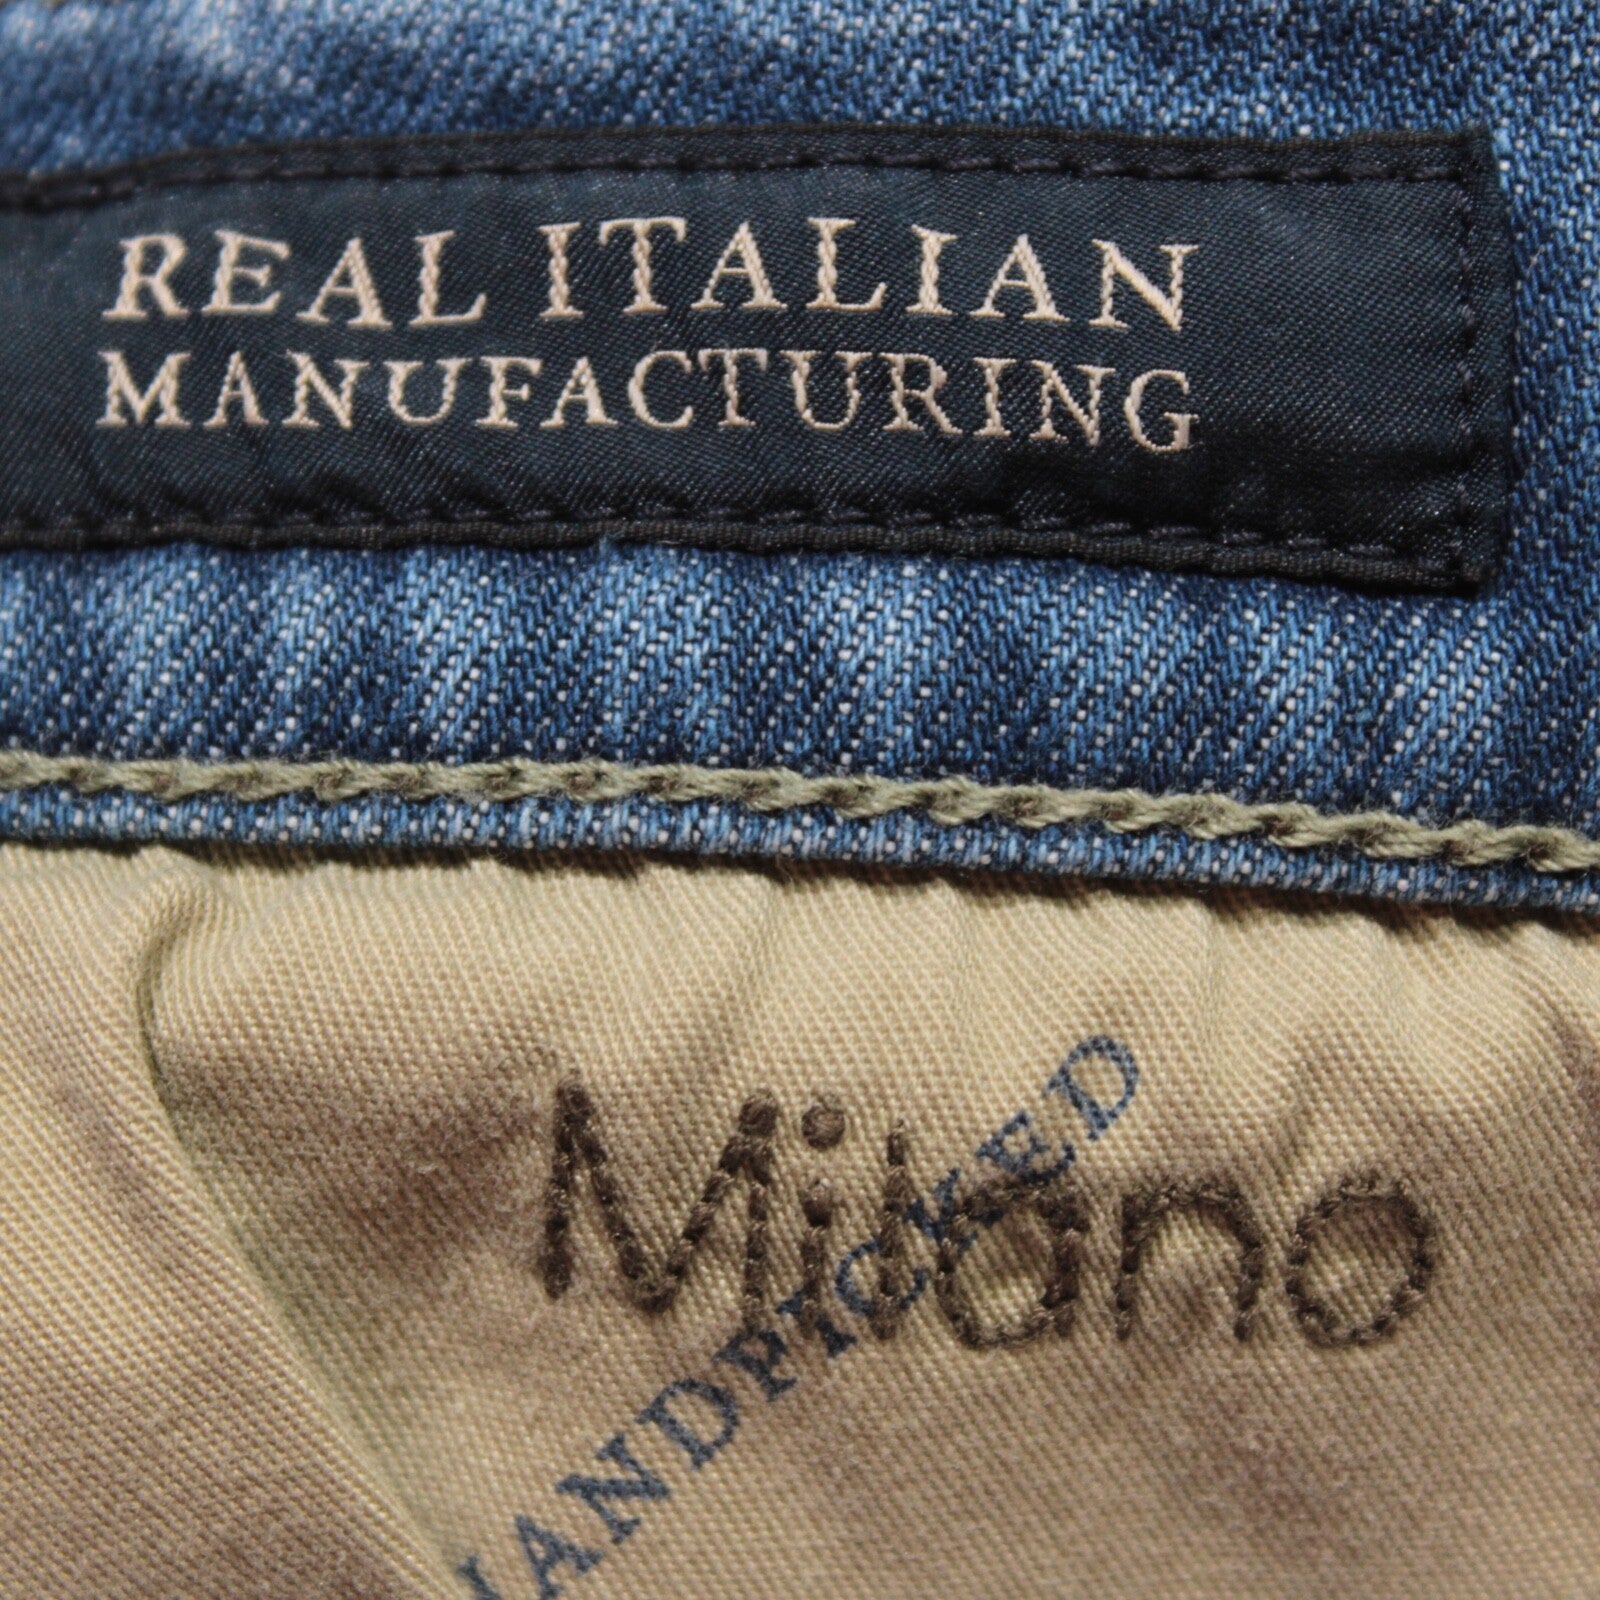 REAL ITALIAN
MANUFACTURING
Milano
HANDPICKED